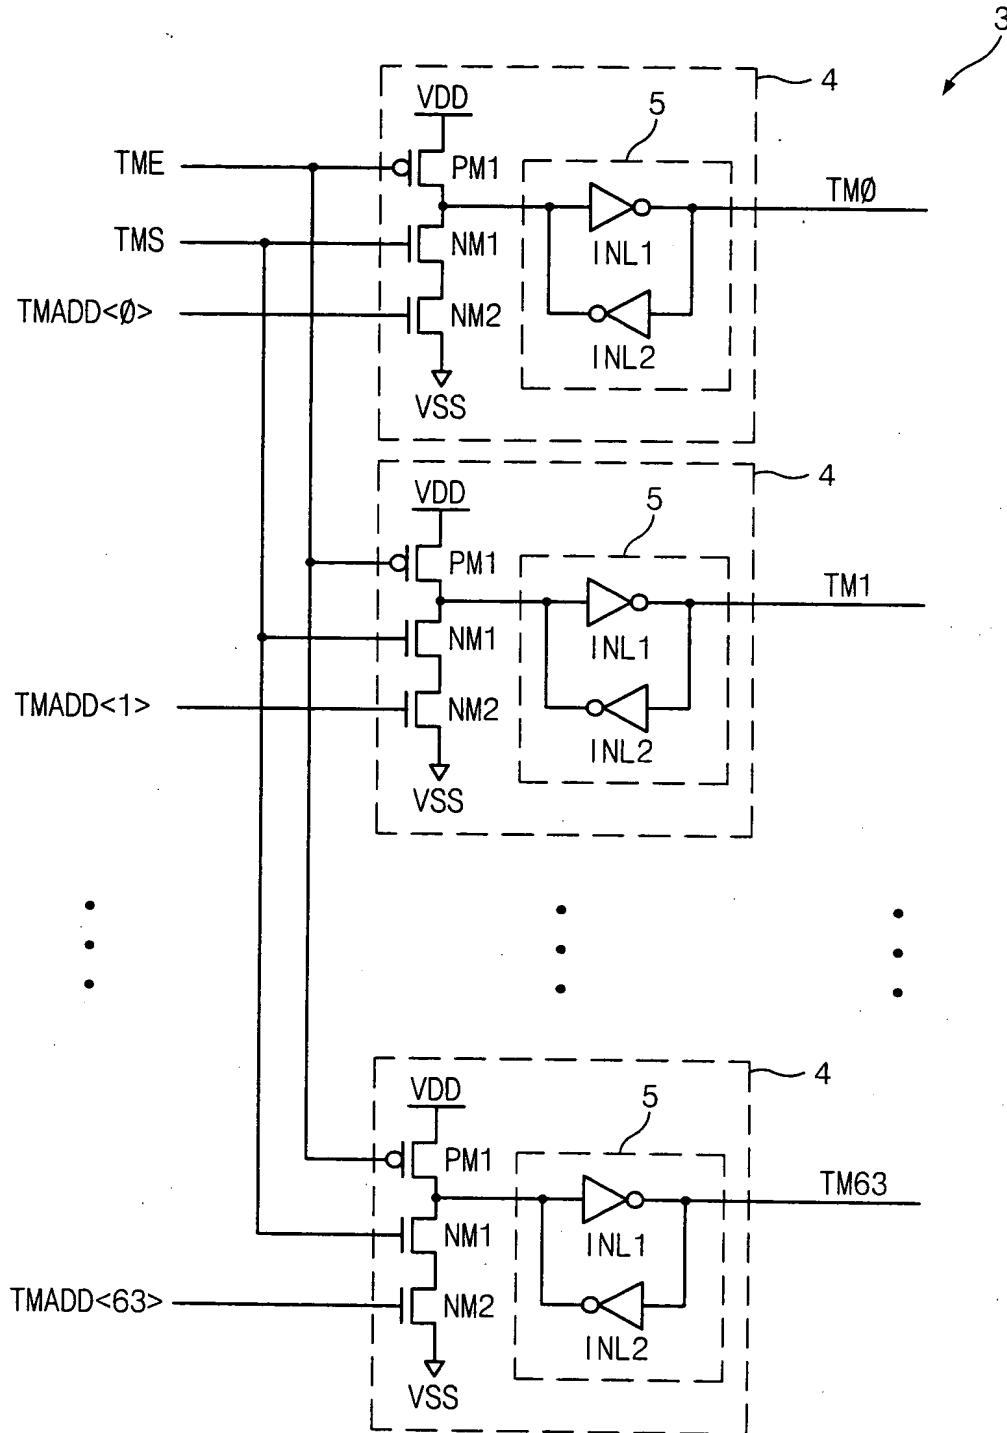 3
4
VDD
5
TME
PM1
TMØ
INL1
TMS
NM1
TMADD<Ø>
NM2
INL2
VSS
4
VDD
5
PM1
TM1
INL1
NM1
TMADD<1>
NM2
INL2
VSS
4
VDD
5
PM1
TM63
INL1
NM1
TMADD<63>
NM2
INL2
VSS